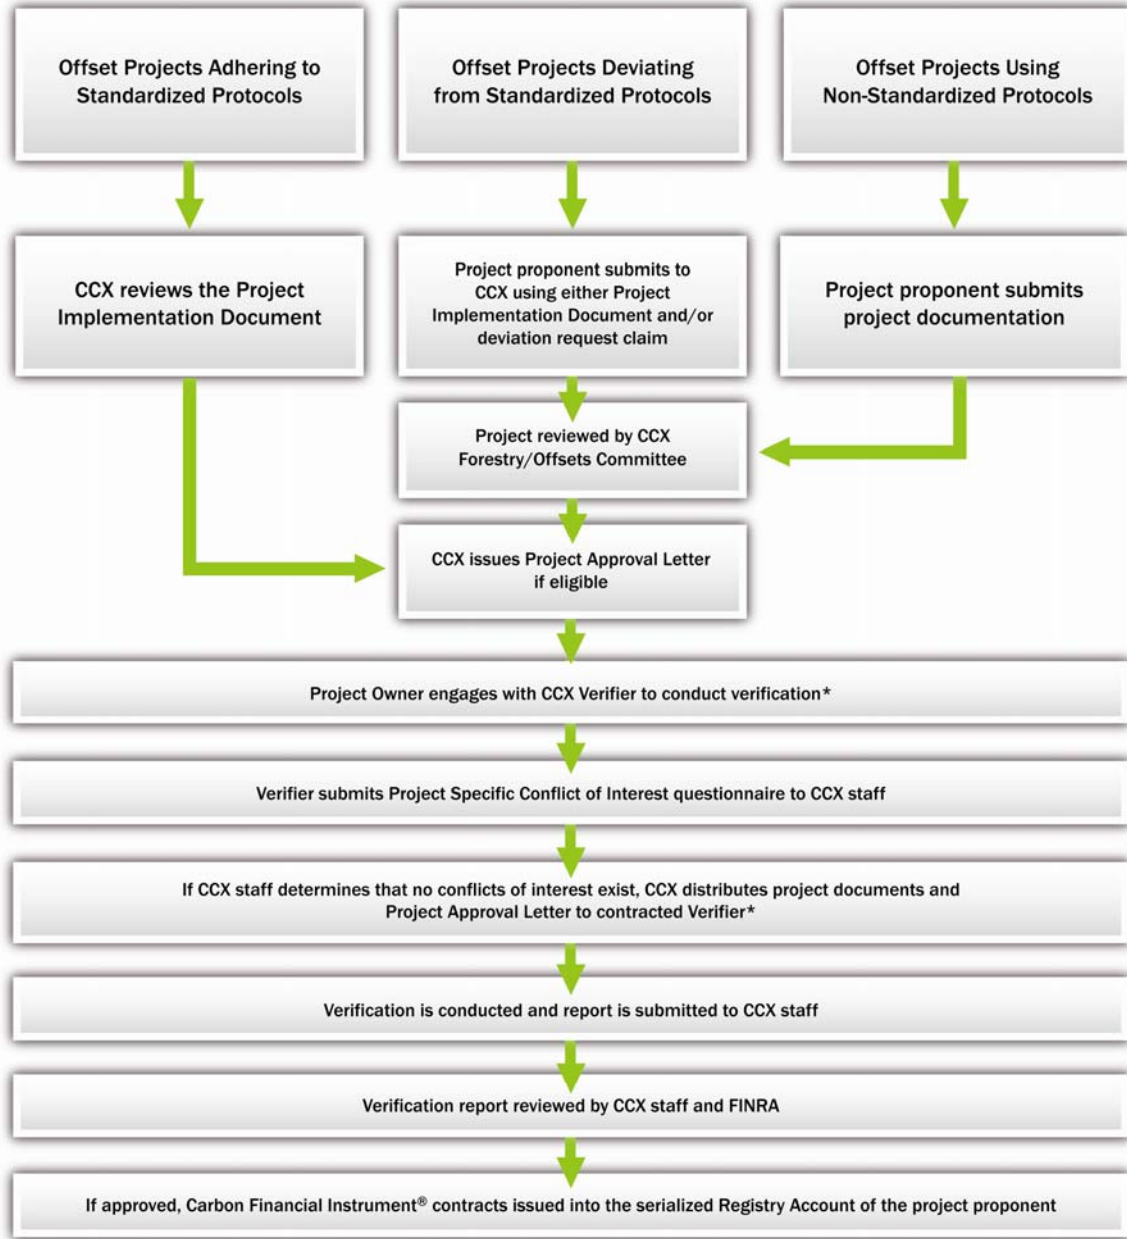 Offset Projects Adhering to
Standardized Protocols
Offset Projects Deviating
from Standardized Protocols
Offset Projects Using
Non-Standardized Protocols
CCX reviews the Project
Implementation Document
Project proponent submits to
CCX using either Project
Implementation Document and/or
deviation request claim
Project proponent submits
project documentation
Project reviewed by CCX
Forestry/Offsets Committee
CCX issues Project Approval Letter
if eligible
Project Owner engages with CCX Verifier to conduct verification*
Verifier submits Project Specific Conflict of Interest questionnaire to CCX staff
If CCX staff determines that no conflicts of interest exist, CCX distributes project documents and
Project Approval Letter to contracted Verifier*
Verification is conducted and report is submitted to CCX staff
Verification report reviewed by CCX staff and FINRA
If approved, Carbon Financial Instrument® contracts issued into the serialized Registry Account of the project proponent